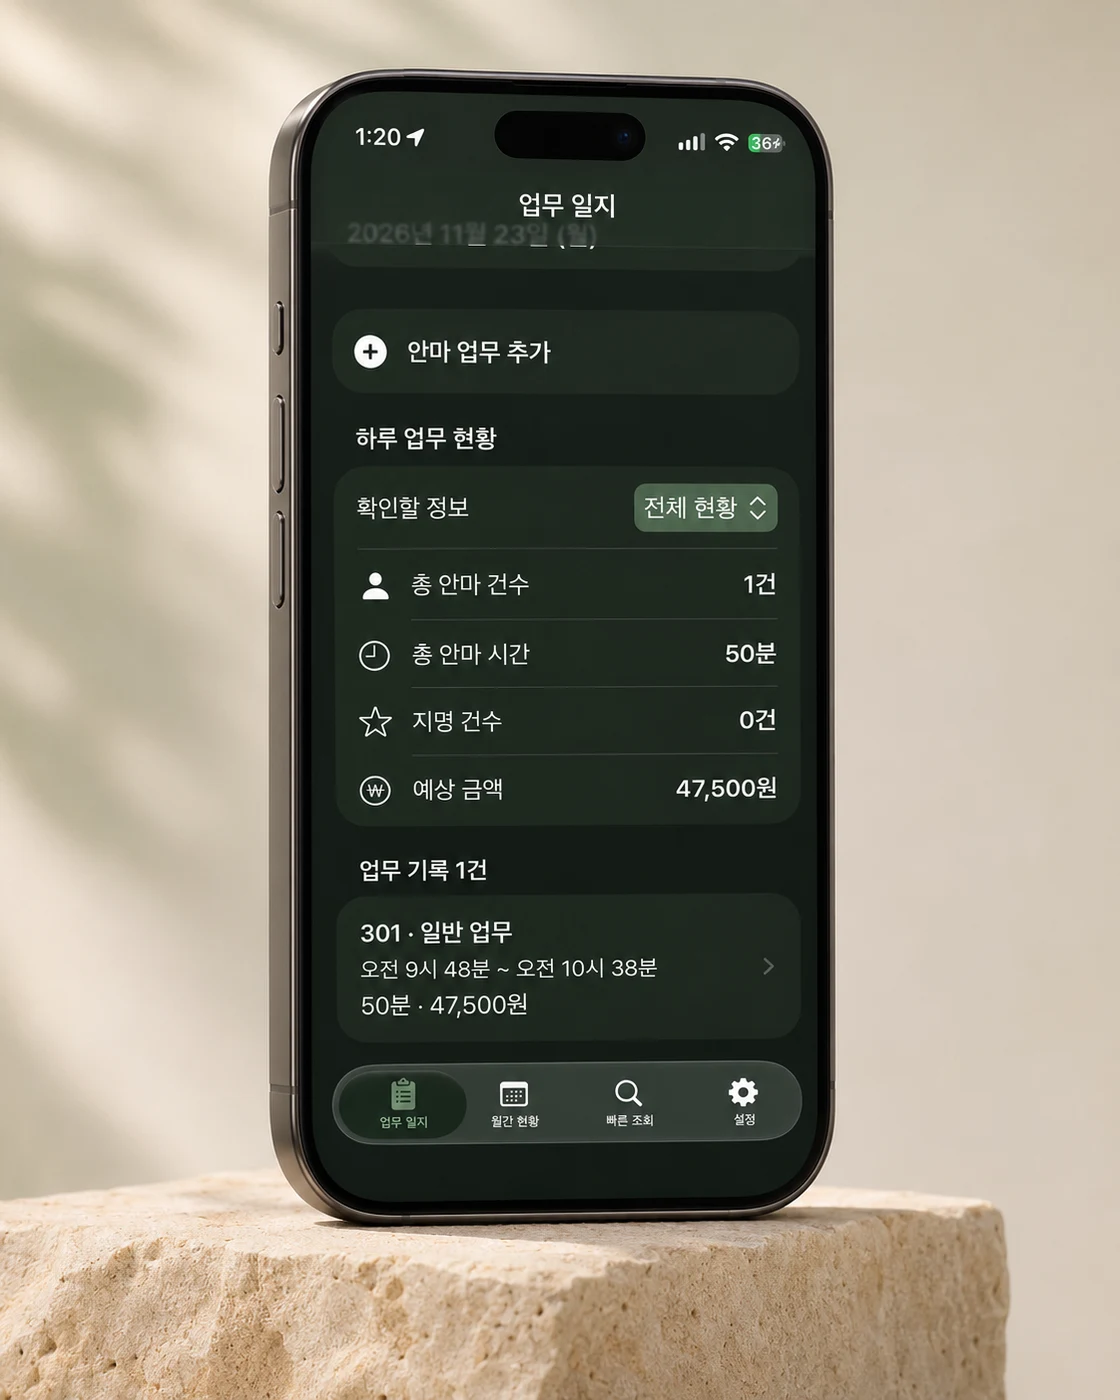 1:20
36
업무 일지
2026년 11월 23일 (월)
안마 업무 추가
하루 업무 현황
확인할 정보
전체 현황
총 안마 건수
1건
총 안마 시간
50분
지명 건수
0건
₩
예상 금액
47,500원
업무 기록 1건
301 · 일반 업무
오전 9시 48분 ~ 오전 10시 38분
50분 · 47,500원
업무 일지
월간 현황
빠른 조회
설정